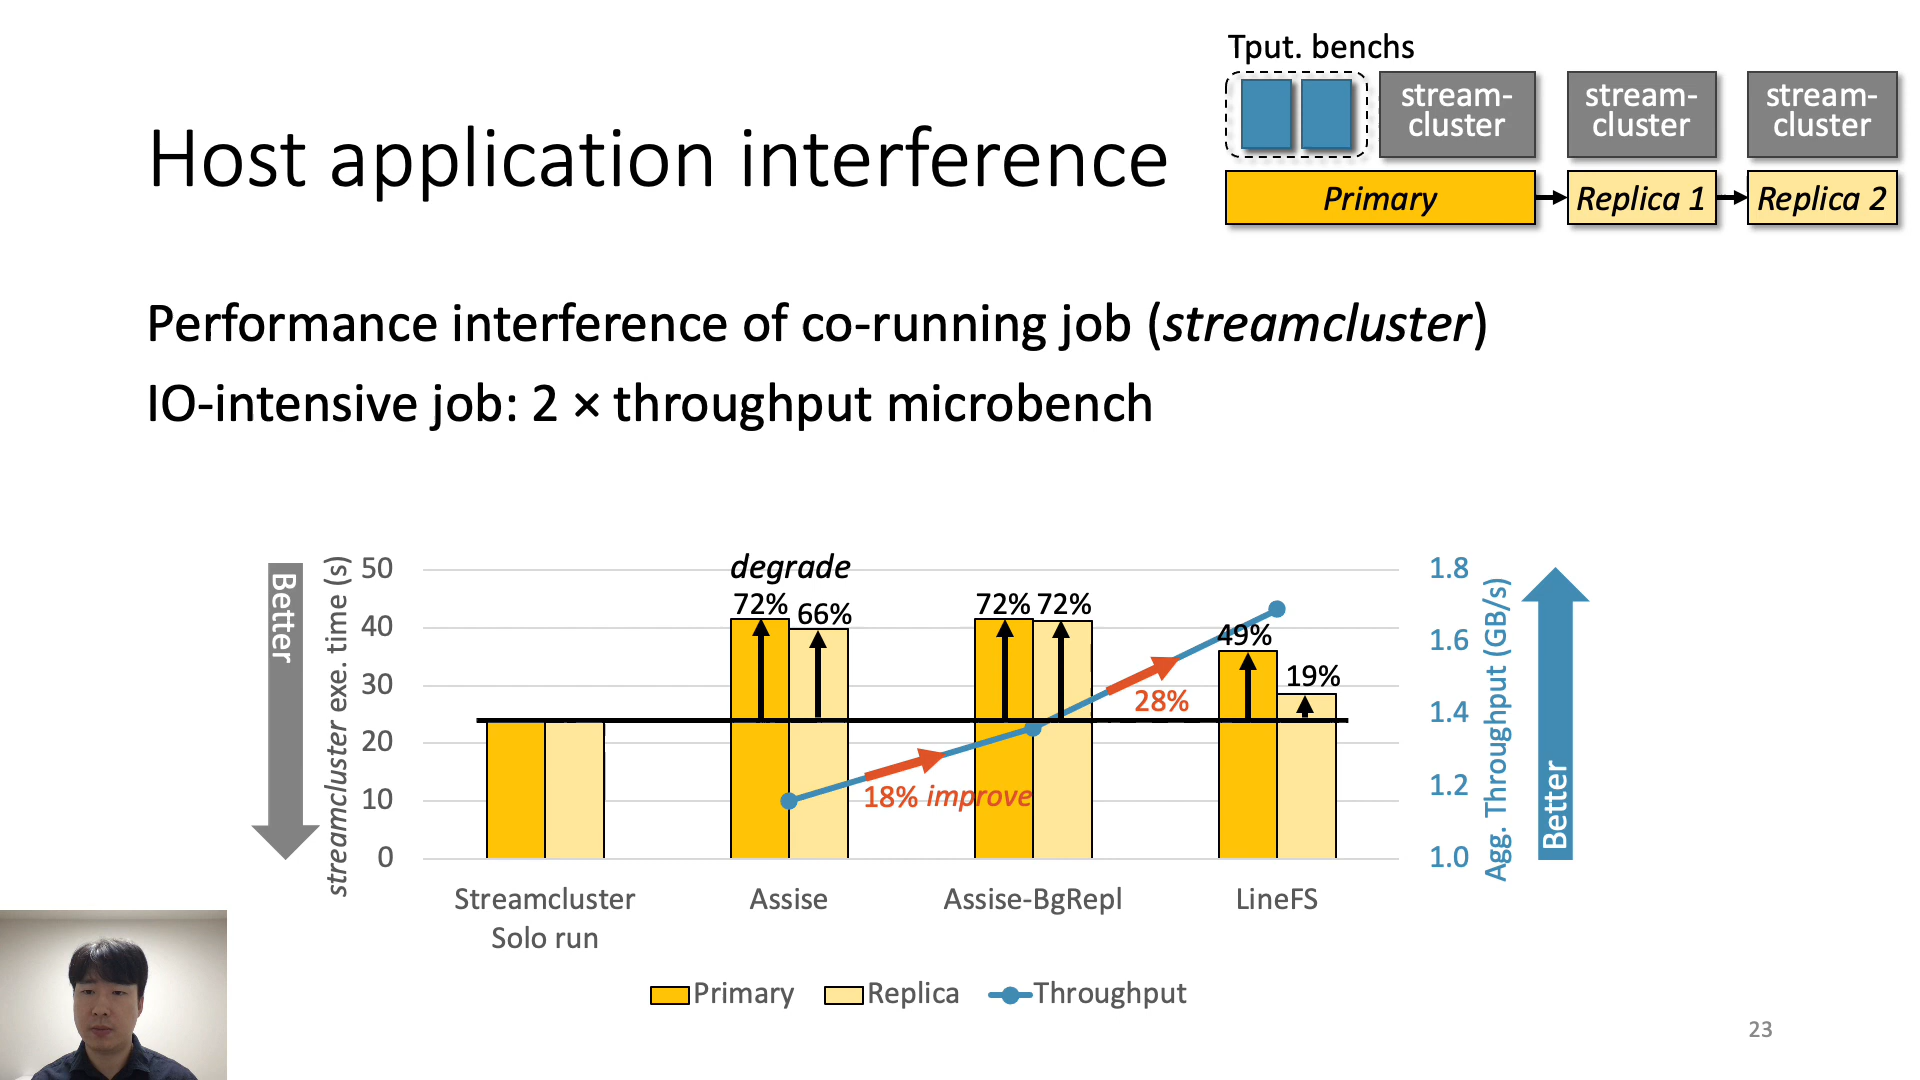 Tput. benchs
stream-
cluster
stream-
cluster
stream-
cluster
Primary
Replica 1
Replica 2
Host application interference
Performance interference of co-running job (streamcluster)
IO-intensive job: 2 × throughput microbench
Better
streamcluster exe. time (s)
50
40
30
20
10
0
degrade
72%
66%
72%
72%
49%
19%
18% improve
28%
1.8
1.6
1.4
1.2
1.0
Agg. Throughput (GB/s)
Better
Streamcluster
Solo run
Assise
Assise-BgRepl
LineFS
Primary
Replica
Throughput
23